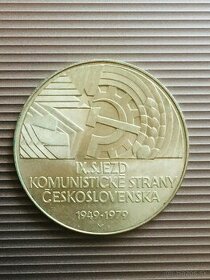 IX. SJEZD
KOMUNISTICKÉ STRANY
ČESKOSLOVENSKA
1949-1979